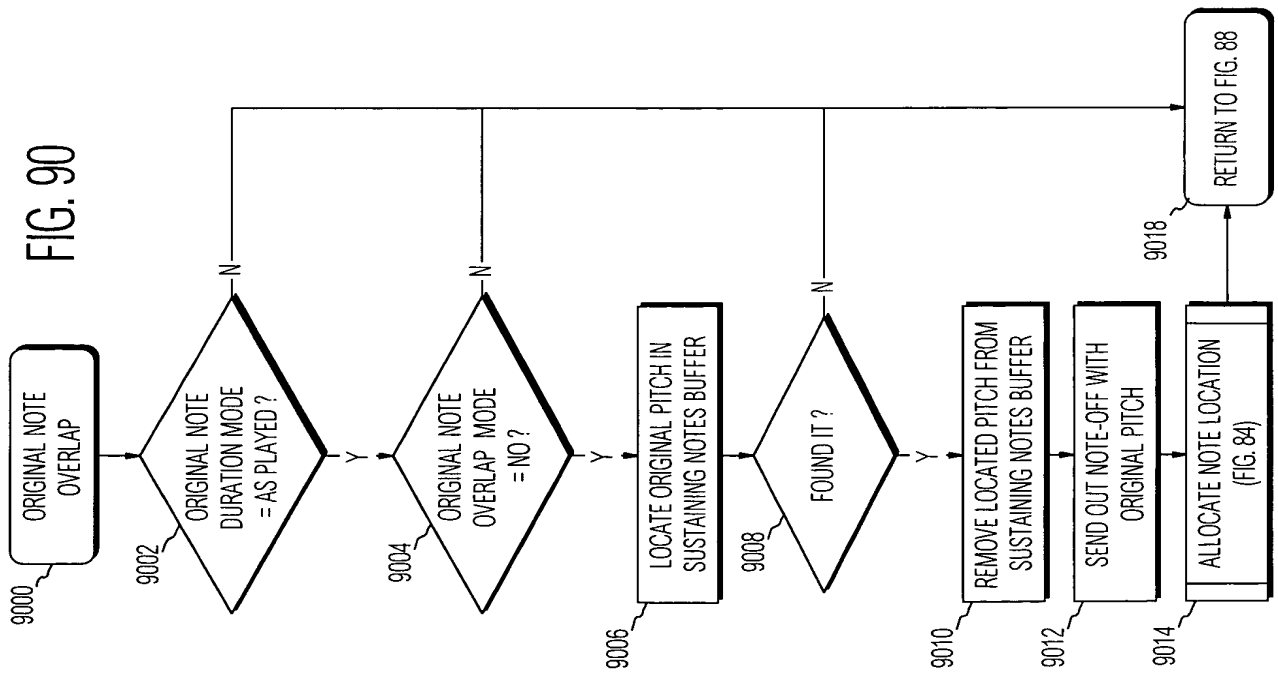 FIG. 90
ORIGINAL NOTE
OVERLAP
9000
ORIGINAL NOTE
DURATION MODE
= AS PLAYED ?
9002
N
Y
ORIGINAL NOTE
OVERLAP MODE
= NO ?
9004
N
Y
LOCATE ORIGINAL PITCH IN
SUSTAINING NOTES BUFFER
9006
FOUND IT ?
9008
N
Y
REMOVE LOCATED PITCH FROM
SUSTAINING NOTES BUFFER
9010
SEND OUT NOTE-OFF WITH
ORIGINAL PITCH
9012
ALLOCATE NOTE LOCATION
(FIG. 84)
9014
RETURN TO FIG. 88
9018